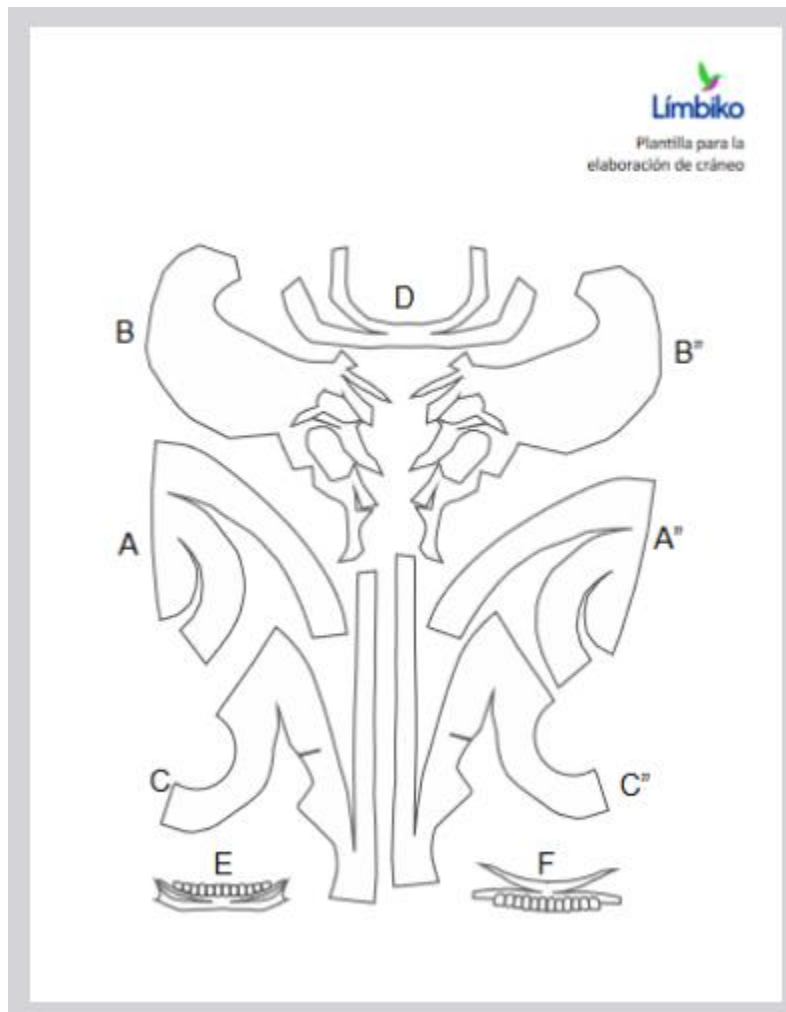 Límbiko
Plantilla para la
elaboración de cráneo
D
B
B”
A
A”
C
C”
E
F